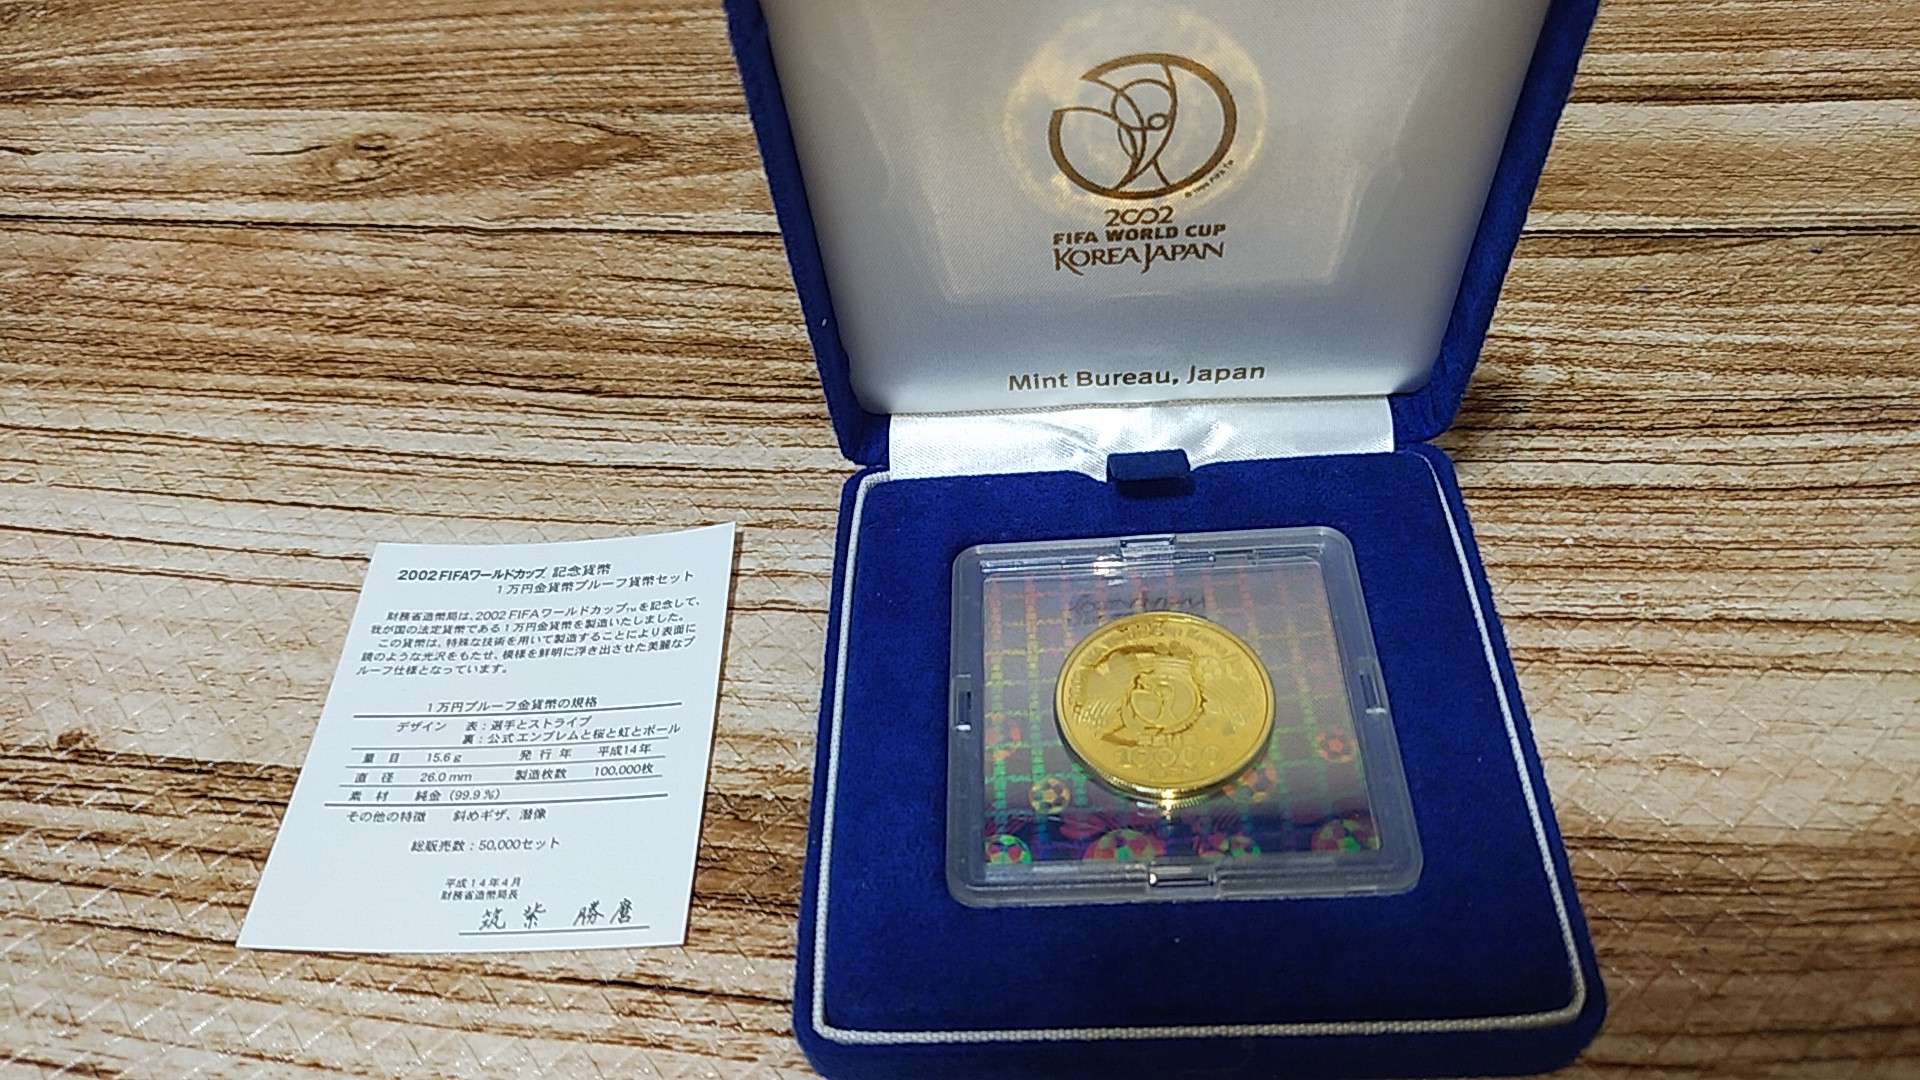 2002 FIFAワールドカップ 記念貨幣
1万円金貨幣プルーフ貨幣セット
財務省造幣局は、2002 FIFAワールドカップTMを記念して、
我が国の法定貨幣である1万円金貨幣を製造いたしました。
この貨幣は、特殊な技術を用いて製造することにより表面に
鏡のような光沢をもたせ、模様を鮮明に浮き出させた美麗なプ
ルーフ仕様となっています。
1万円プルーフ金貨幣の規格
デザイン 表：選手とストライプ
裏：公式エンブレムと桜と虹とボール
量目 15.6g 発行年 平成14年
直径 26.0mm 製造枚数 100,000枚
素材 純金（99.9%）
その他の特徴 斜めギザ、潜像
総販売数：50,000セット
平成14年4月
財務省造幣局長
筑紫 勝麿
2002
FIFA WORLD CUP
KOREA JAPAN
Mint Bureau, Japan
10000